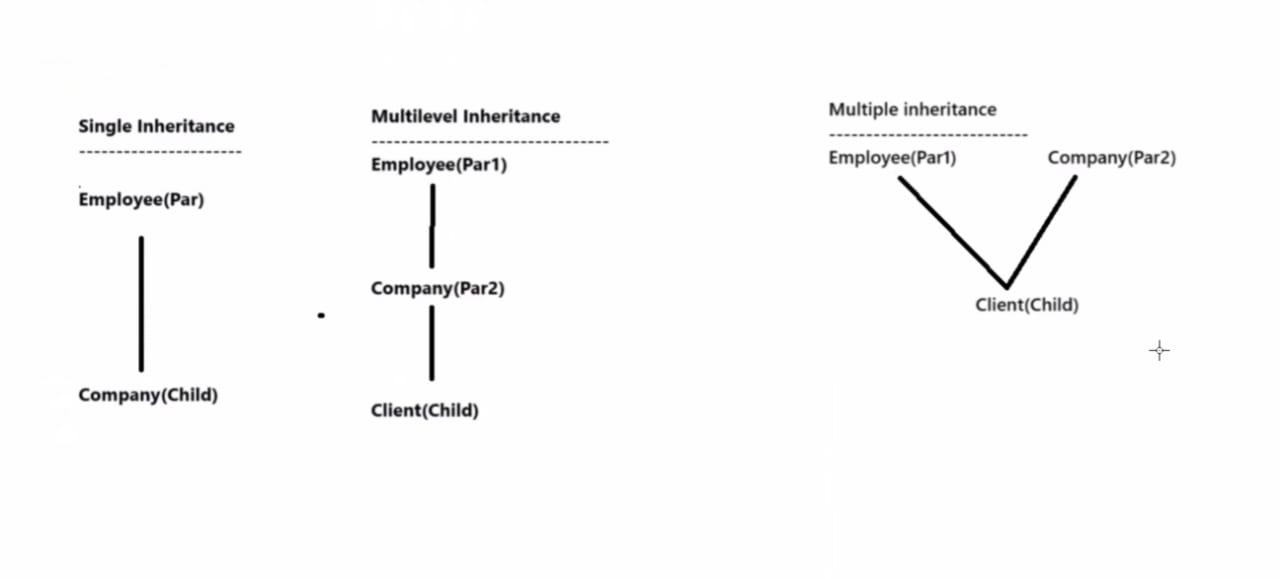 Single Inheritance
----------------------
Employee(Par)
Company(Child)
Multilevel Inheritance
--------------------------------
Employee(Par1)
Company(Par2)
Client(Child)
Multiple inheritance
---------------------------
Employee(Par1) Company(Par2)
Client(Child)